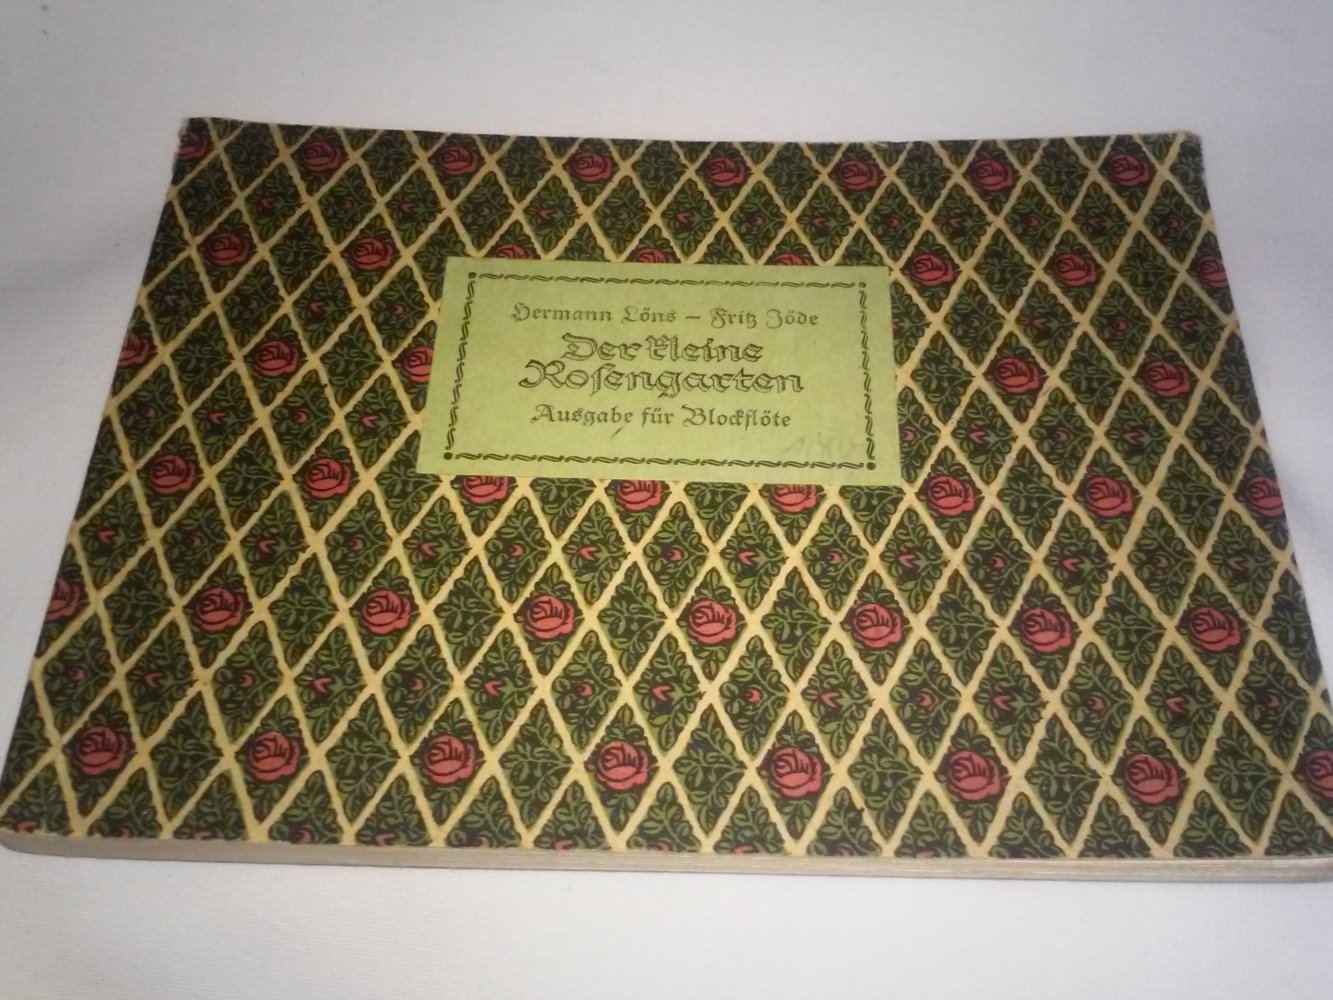 Hermann Löns – Fritz Jöde
Der kleine
Rosengarten
Ausgabe für Blockflöte